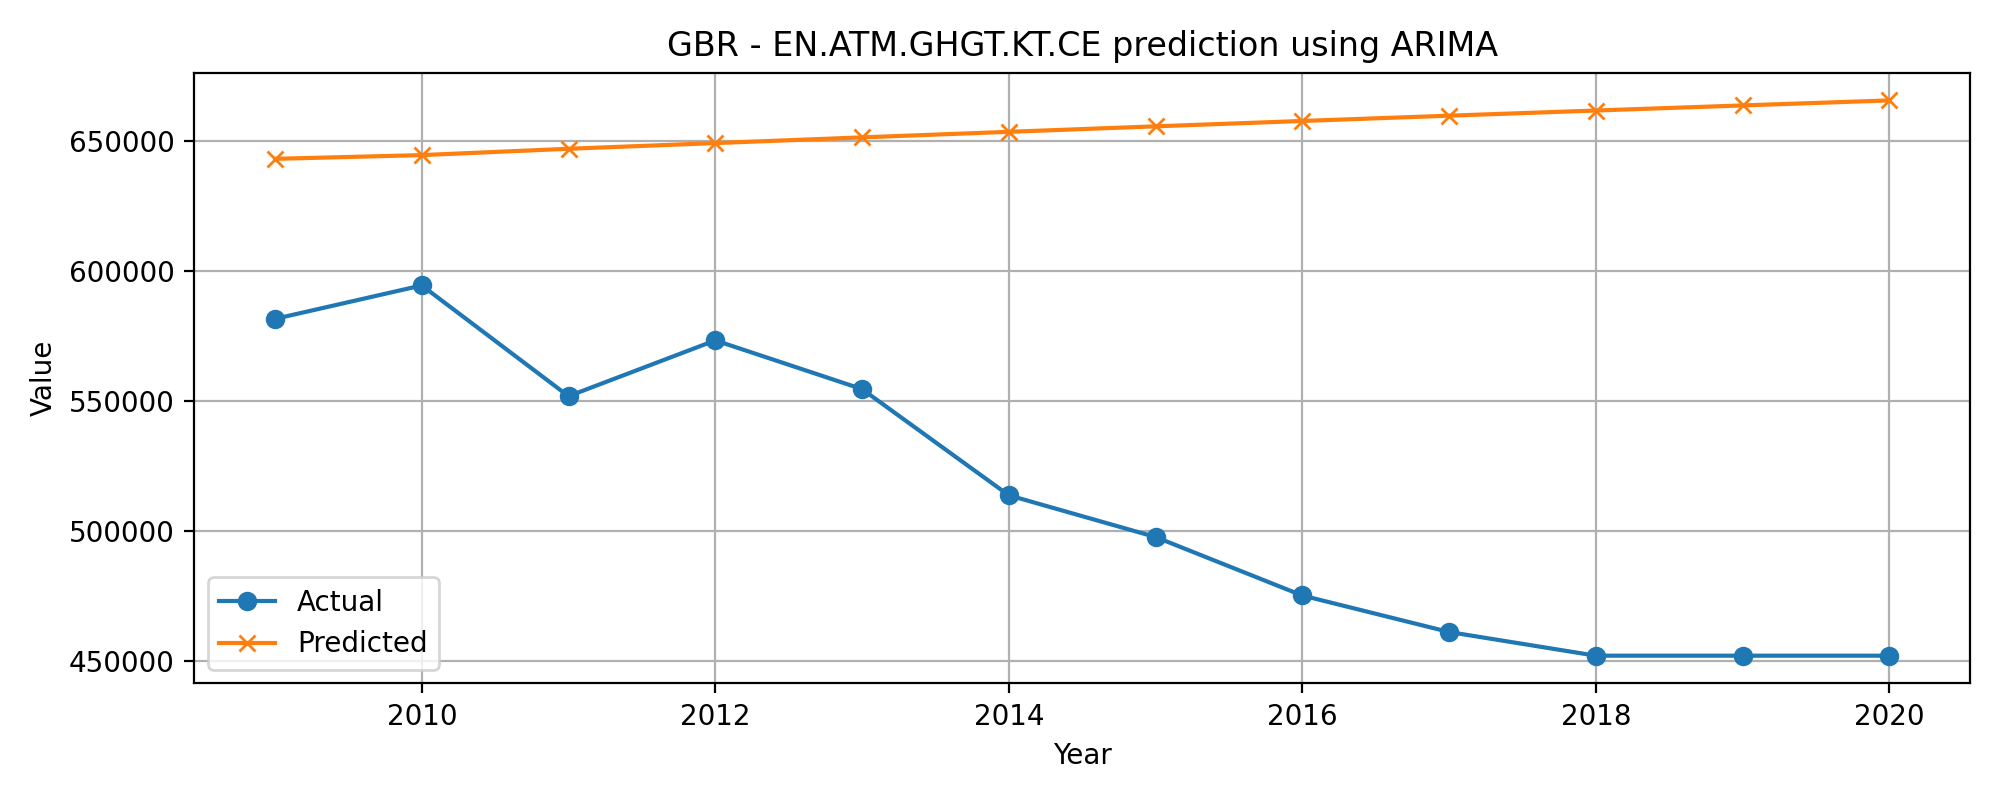 GBR - EN.ATM.GHGT.KT.CE prediction using ARIMA
Value
650000
600000
550000
500000
450000
Actual
Predicted
2010 2012 2014 2016 2018 2020
Year